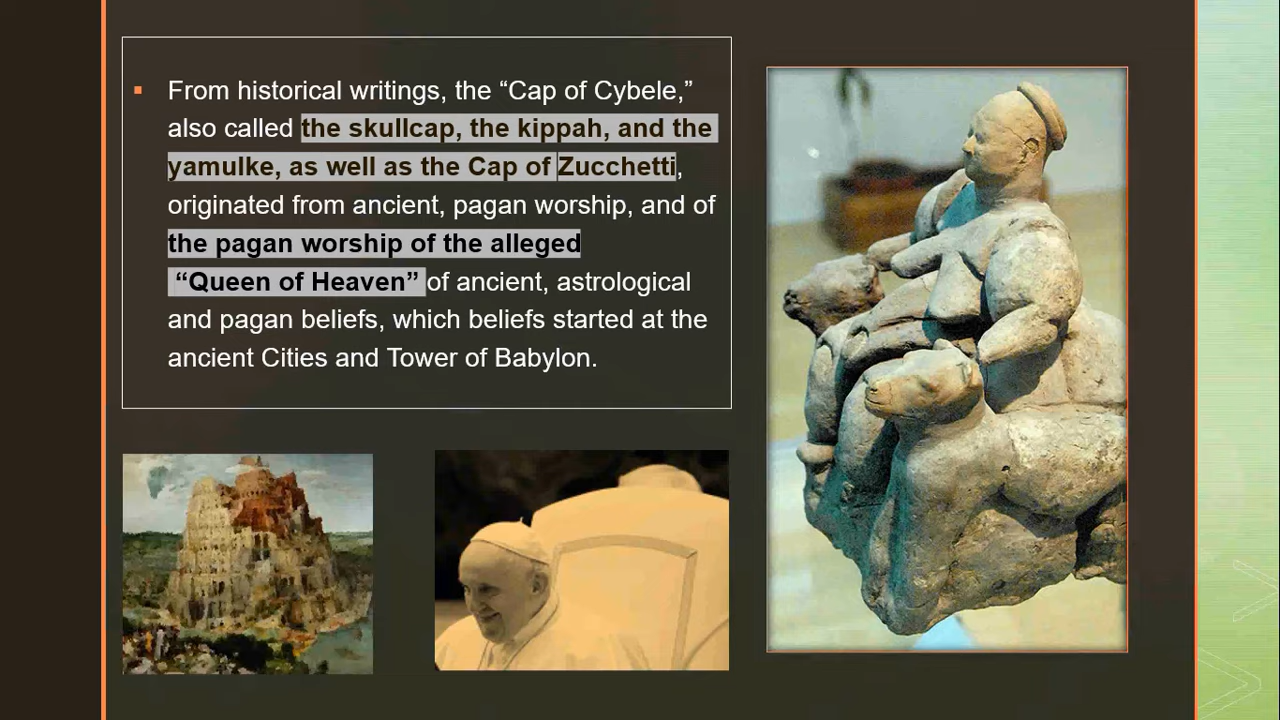 From historical writings, the “Cap of Cybele,”
also called the skullcap, the kippah, and the
yamulke, as well as the Cap of Zucchetti,
originated from ancient, pagan worship, and of
the pagan worship of the alleged
“Queen of Heaven” of ancient, astrological
and pagan beliefs, which beliefs started at the
ancient Cities and Tower of Babylon.